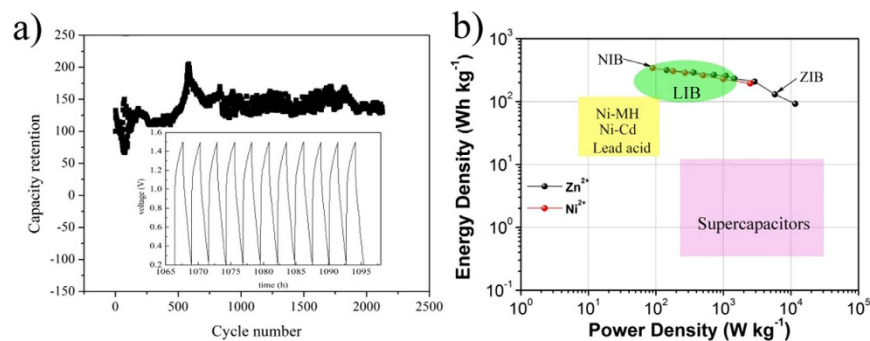 a)
250
200
150
100
50
0
-50
-100
-150
Capacity retention
0 500 1000 1500 2000 2500
Cycle number
1.6
1.4
1.2
1.0
0.8
0.6
0.4
0.2
voltage (V)
1065 1070 1075 1080 1085 1090 1095
time (h)
b)
10³
10²
10¹
10⁰
10⁻¹
Energy Density (Wh kg⁻¹)
NIB
ZIB
LIB
Ni-MH
Ni-Cd
Lead acid
Zn²⁺
Ni²⁺
Supercapacitors
10⁰ 10¹ 10² 10³ 10⁴ 10⁵
Power Density (W kg⁻¹)